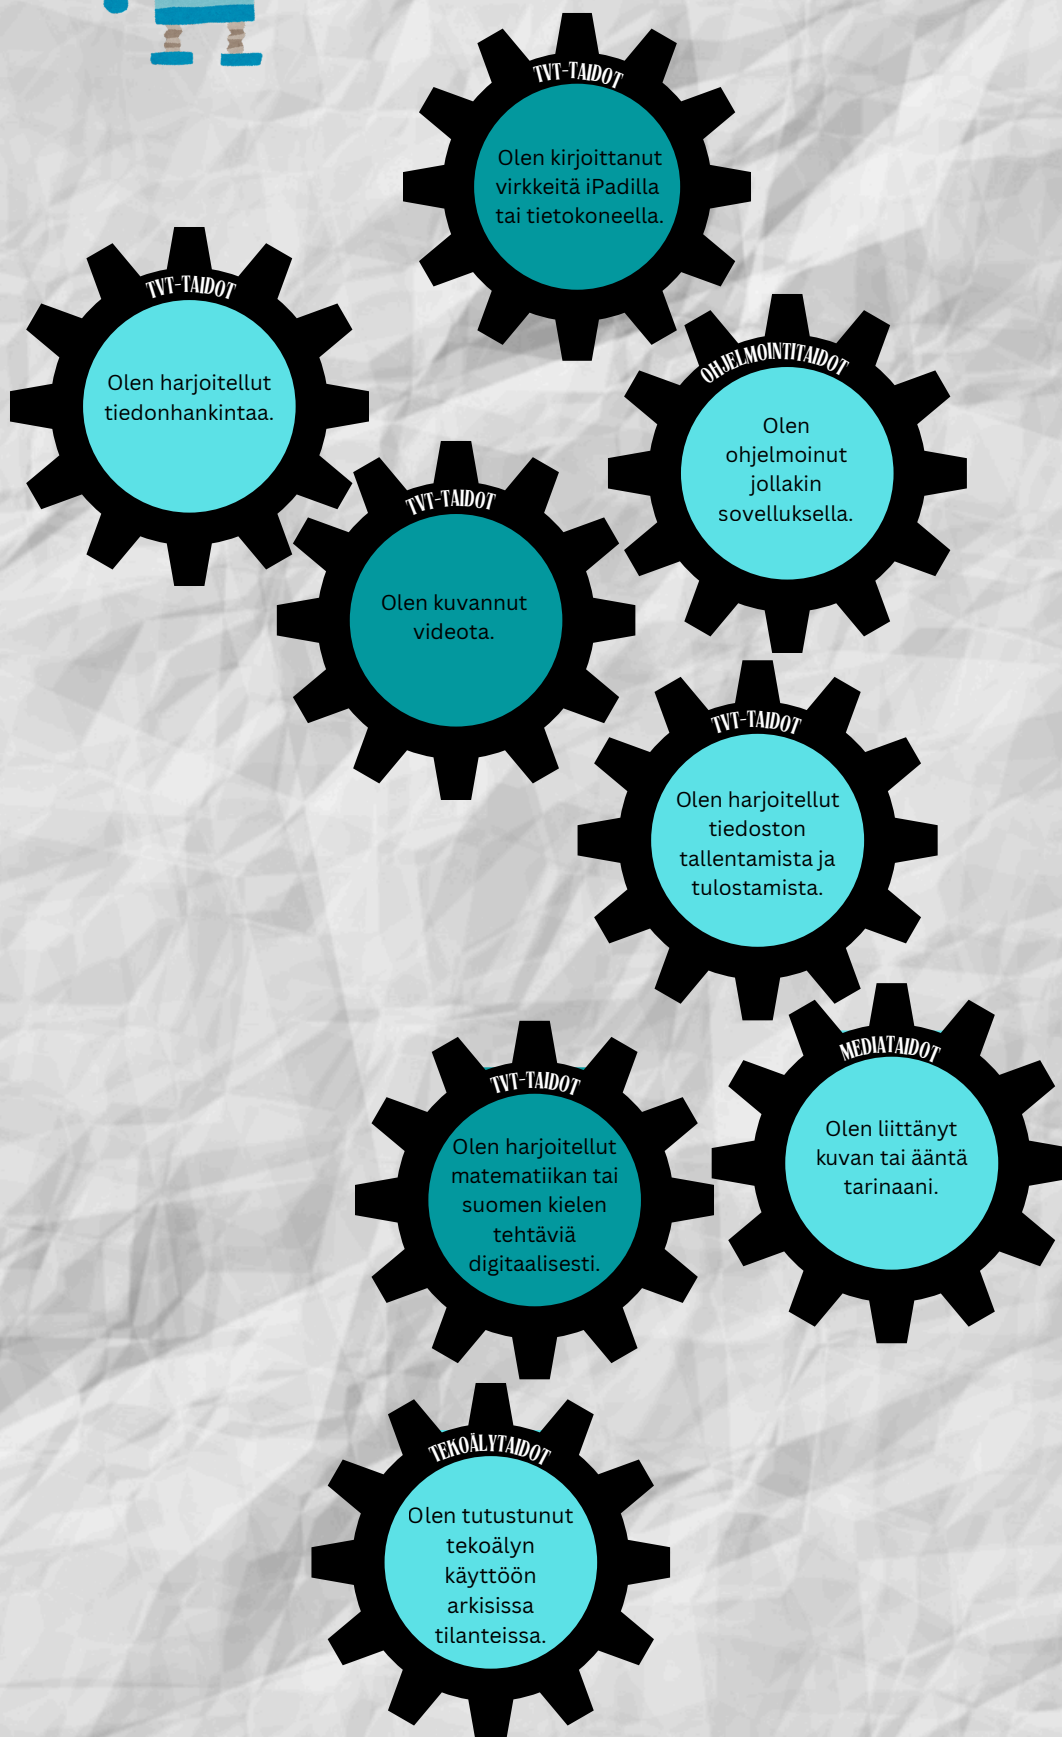 TVT-TAIDOT
Olen kirjoittanut
virkkeitä iPadilla
tai tietokoneella.
TVT-TAIDOT
Olen harjoitellut
tiedonhankintaa.
OHJELMOINTITAIDOT
Olen
ohjelmoinut
jollakin
sovelluksella.
TVT-TAIDOT
Olen kuvannut
videota.
TVT-TAIDOT
Olen harjoitellut
tiedoston
tallentamista ja
tulostamista.
MEDIATAIDOT
Olen liittänyt
kuvan tai ääntä
tarinaani.
TVT-TAIDOT
Olen harjoitellut
matematiikan tai
suomen kielen
tehtäviä
digitaalisesti.
TEKOÄLYTAIDOT
Olen tutustunut
tekoälyn
käyttöön
arkisissa
tilanteissa.